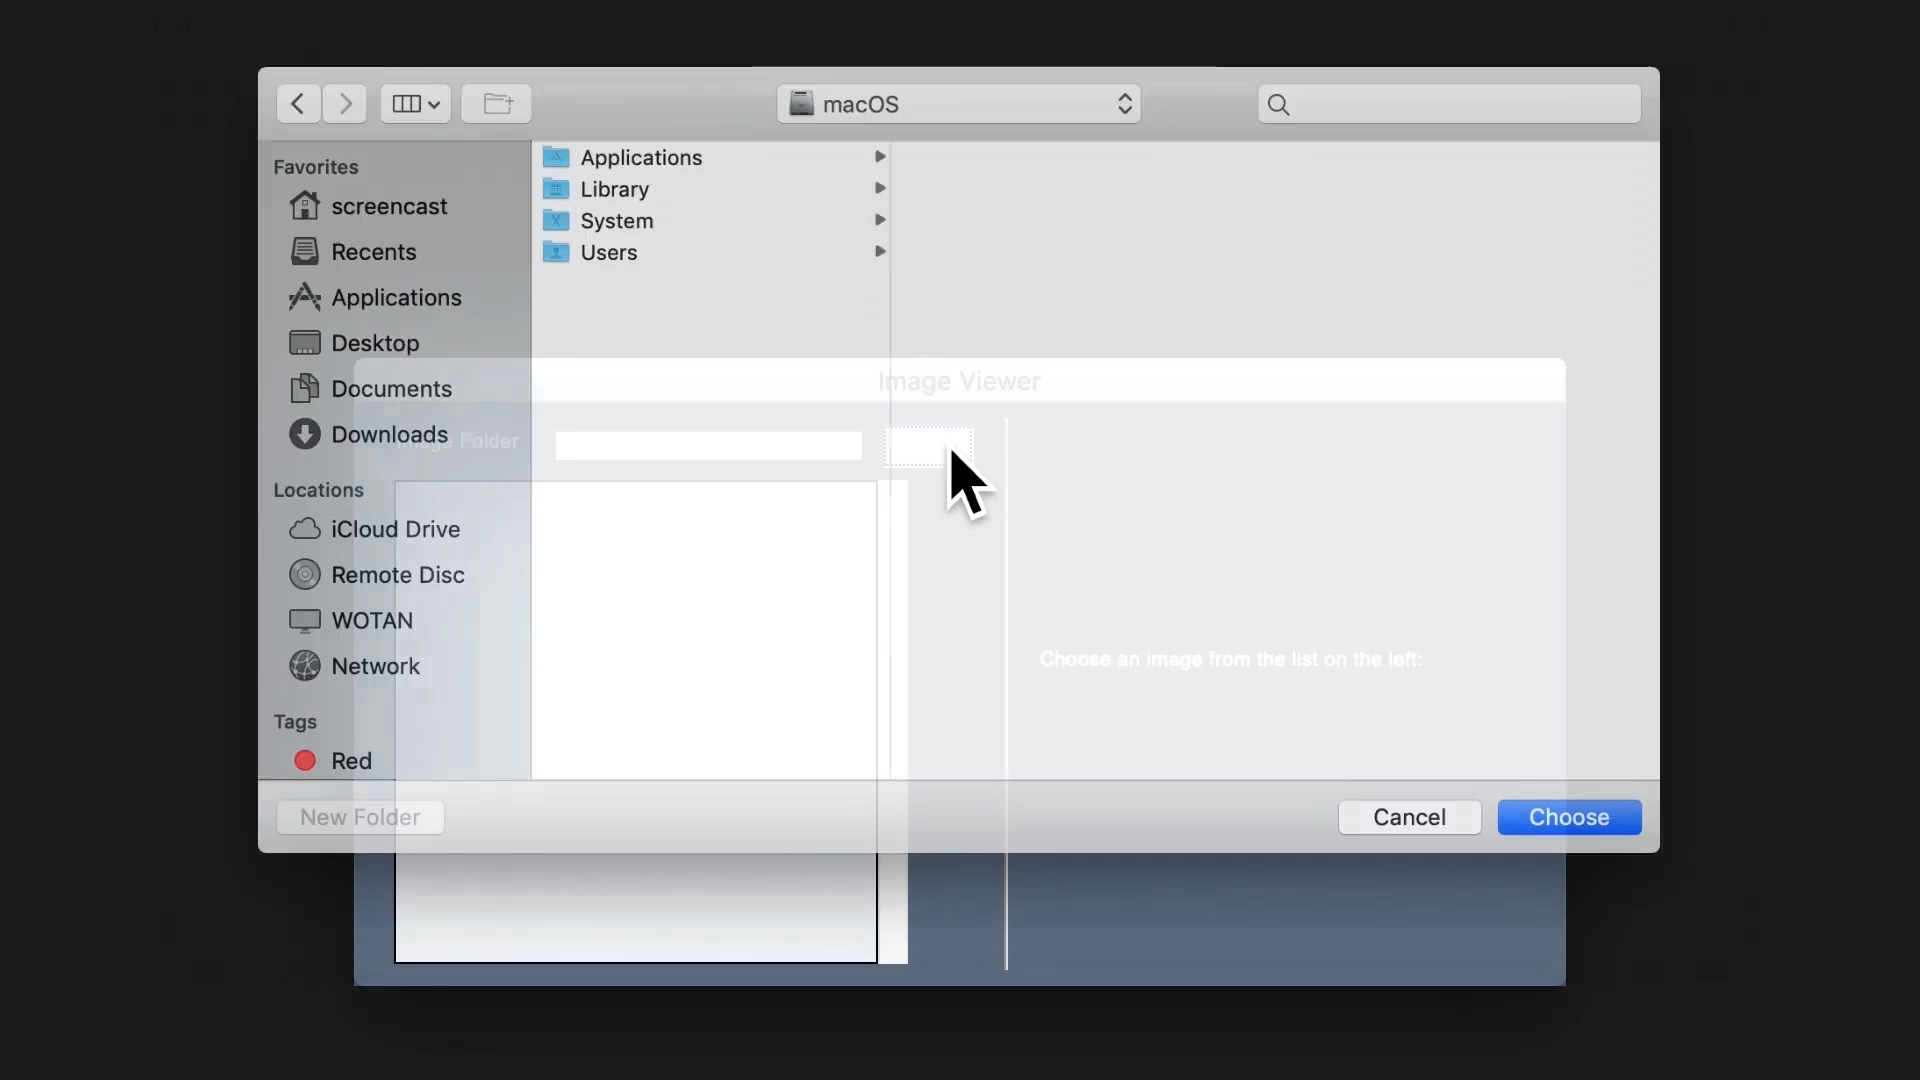 macOS
Favorites
screencast
Recents
Applications
Desktop
Documents
Downloads
Locations
iCloud Drive
Remote Disc
WOTAN
Network
Tags
Red
Applications
Library
System
Users
Image Viewer
Image Folder
Choose an image from the list on the left:
New Folder
Cancel
Choose